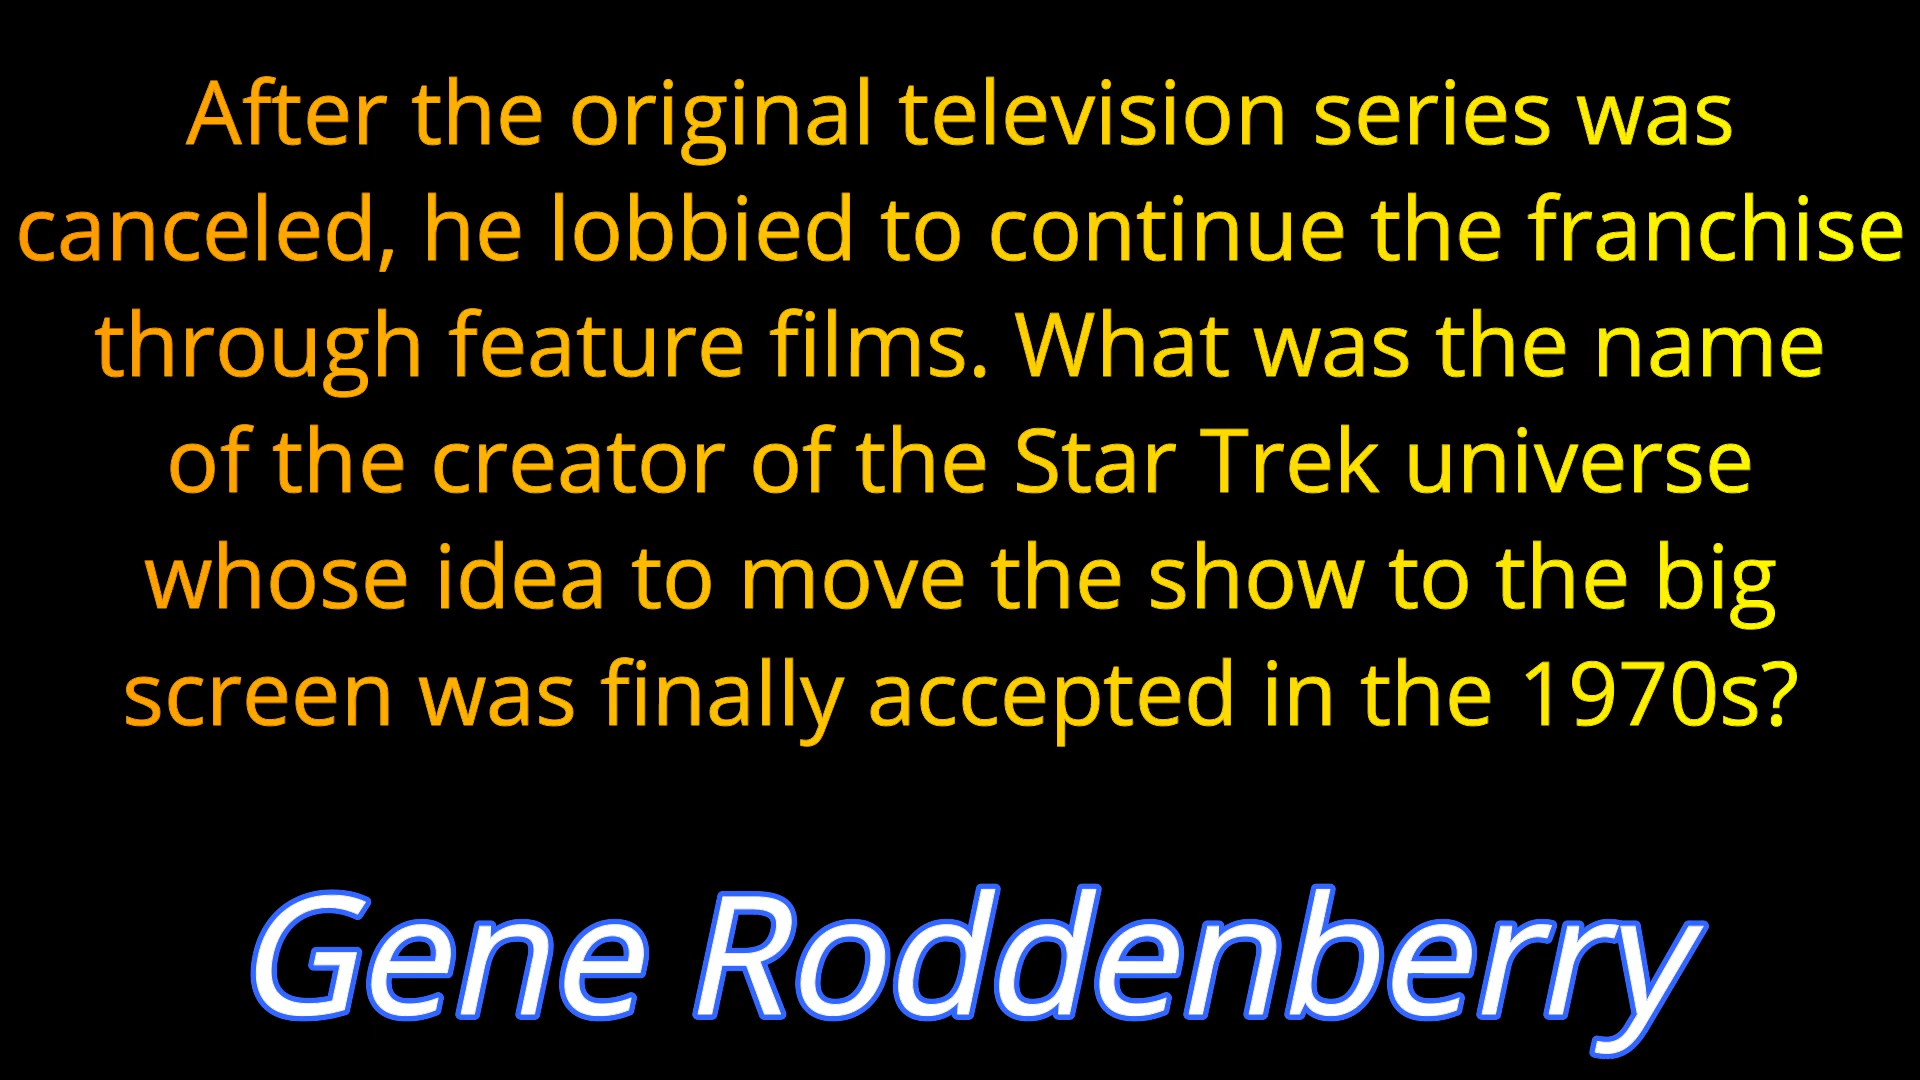 After the original television series was
canceled, he lobbied to continue the franchise
through feature films. What was the name
of the creator of the Star Trek universe
whose idea to move the show to the big
screen was finally accepted in the 1970s?
Gene Roddenberry